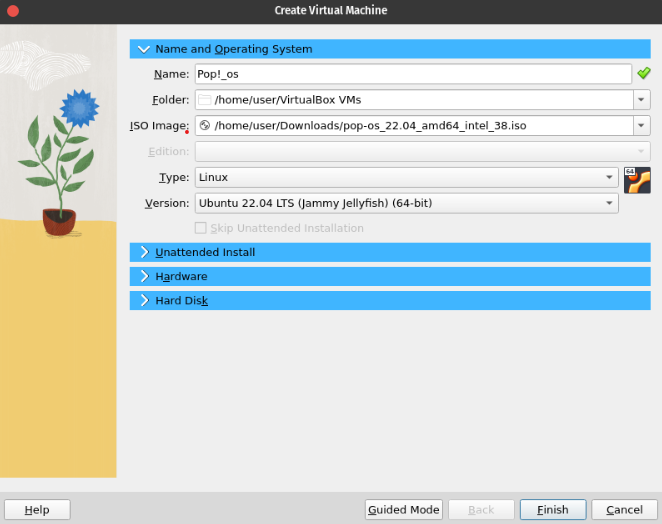 Create Virtual Machine
Name and Operating System
Name: Pop!_os
Folder: /home/user/VirtualBox VMs
ISO Image: /home/user/Downloads/pop-os_22.04_amd64_intel_38.iso
Edition:
Type: Linux 64
Version: Ubuntu 22.04 LTS (Jammy Jellyfish) (64-bit)
Skip Unattended Installation
Unattended Install
Hardware
Hard Disk
Help Guided Mode Back Finish Cancel